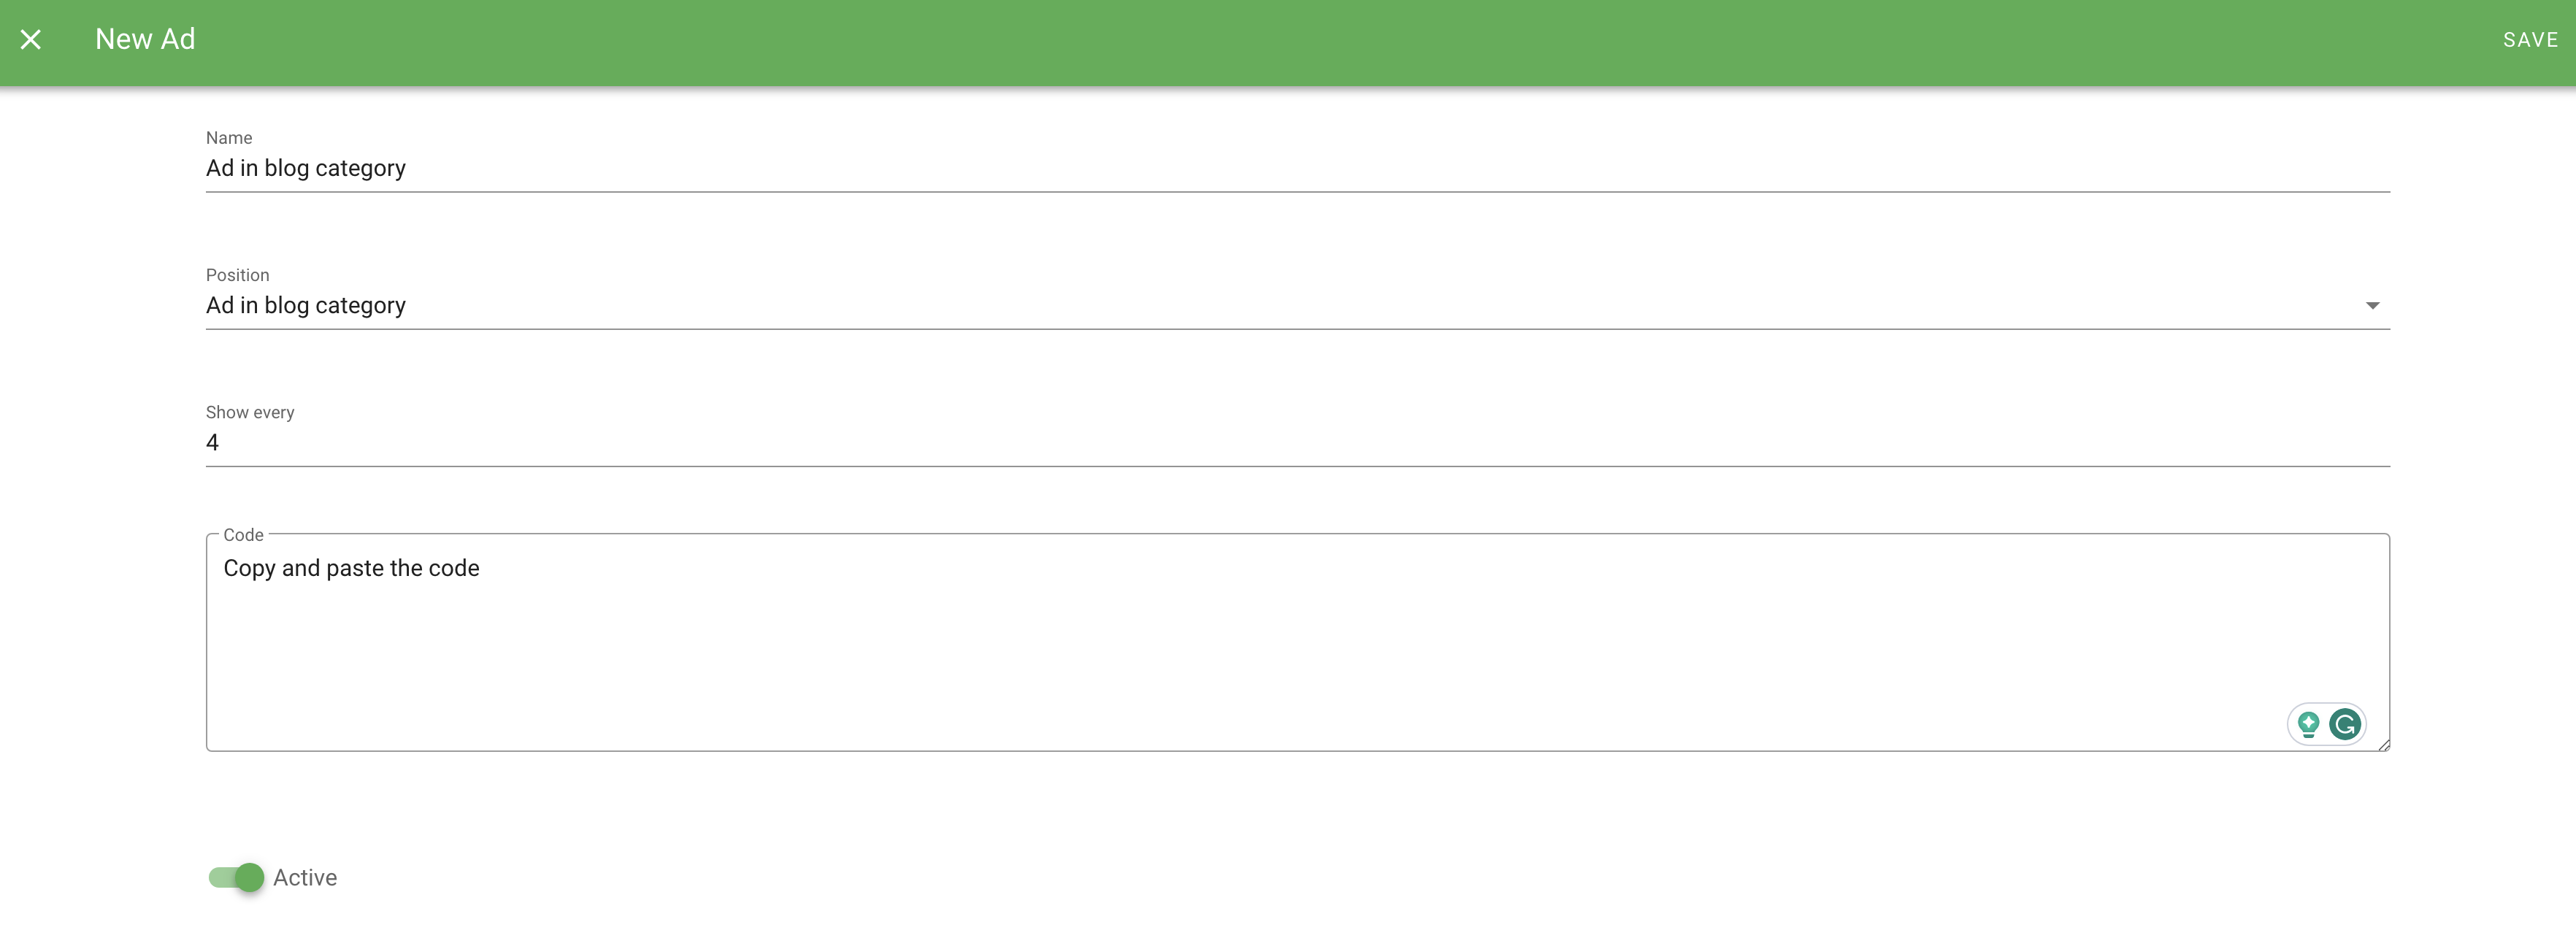 New Ad
SAVE
Name
Ad in blog category
Position
Ad in blog category
Show every
4
Code
Copy and paste the code
Active